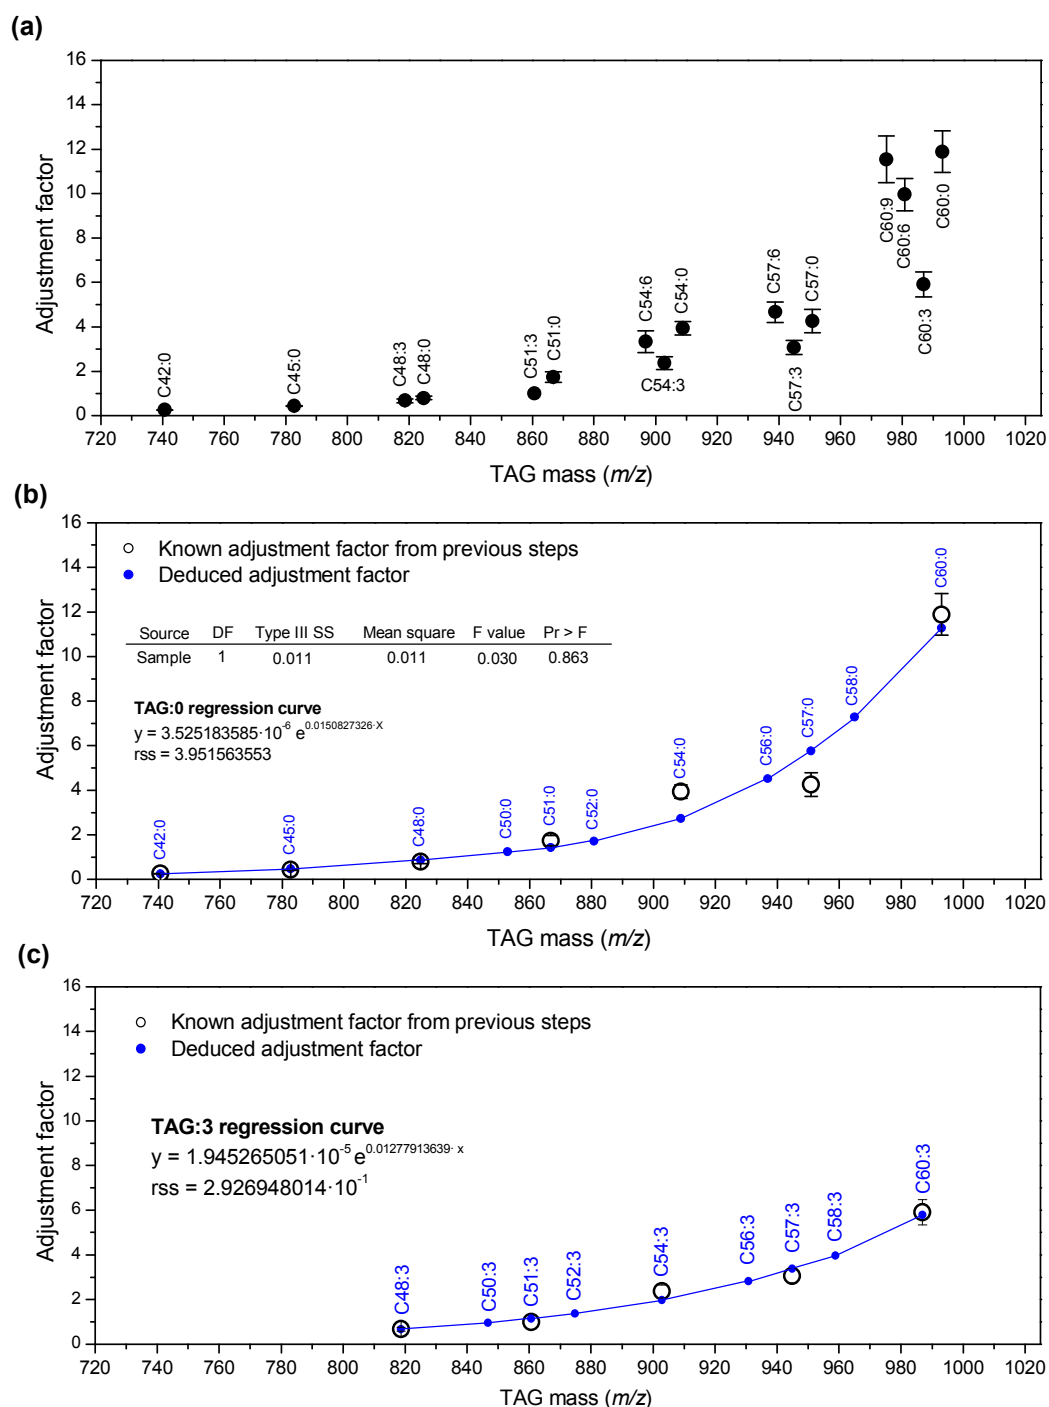 (a)
16
14
12
10
8
6
4
2
0
Adjustment factor
C42:0
C45:0
C48:3
C48:0
C51:3
C51:0
C54:6
C54:3
C54:0
C57:6
C57:3
C57:0
C60:9
C60:6
C60:3
C60:0
720 740 760 780 800 820 840 860 880 900 920 940 960 980 1000 1020
TAG mass (m/z)
(b)
16
14
12
10
8
6
4
2
0
Adjustment factor
Known adjustment factor from previous steps
Deduced adjustment factor
Source DF Type III SS Mean square F value Pr > F
Sample 1 0.011 0.011 0.030 0.863
TAG:0 regression curve
y = 3.525183585·10^-6 e^0.0150827326·X
rss = 3.951563553
C42:0
C45:0
C48:0
C50:0
C51:0
C52:0
C54:0
C56:0
C57:0
C58:0
C60:0
720 740 760 780 800 820 840 860 880 900 920 940 960 980 1000 1020
TAG mass (m/z)
(c)
16
14
12
10
8
6
4
2
0
Adjustment factor
Known adjustment factor from previous steps
Deduced adjustment factor
TAG:3 regression curve
y = 1.945265051·10^-5 e^0.01277913639· x
rss = 2.926948014·10^-1
C48:3
C50:3
C51:3
C52:3
C54:3
C56:3
C57:3
C58:3
C60:3
720 740 760 780 800 820 840 860 880 900 920 940 960 980 1000 1020
TAG mass (m/z)